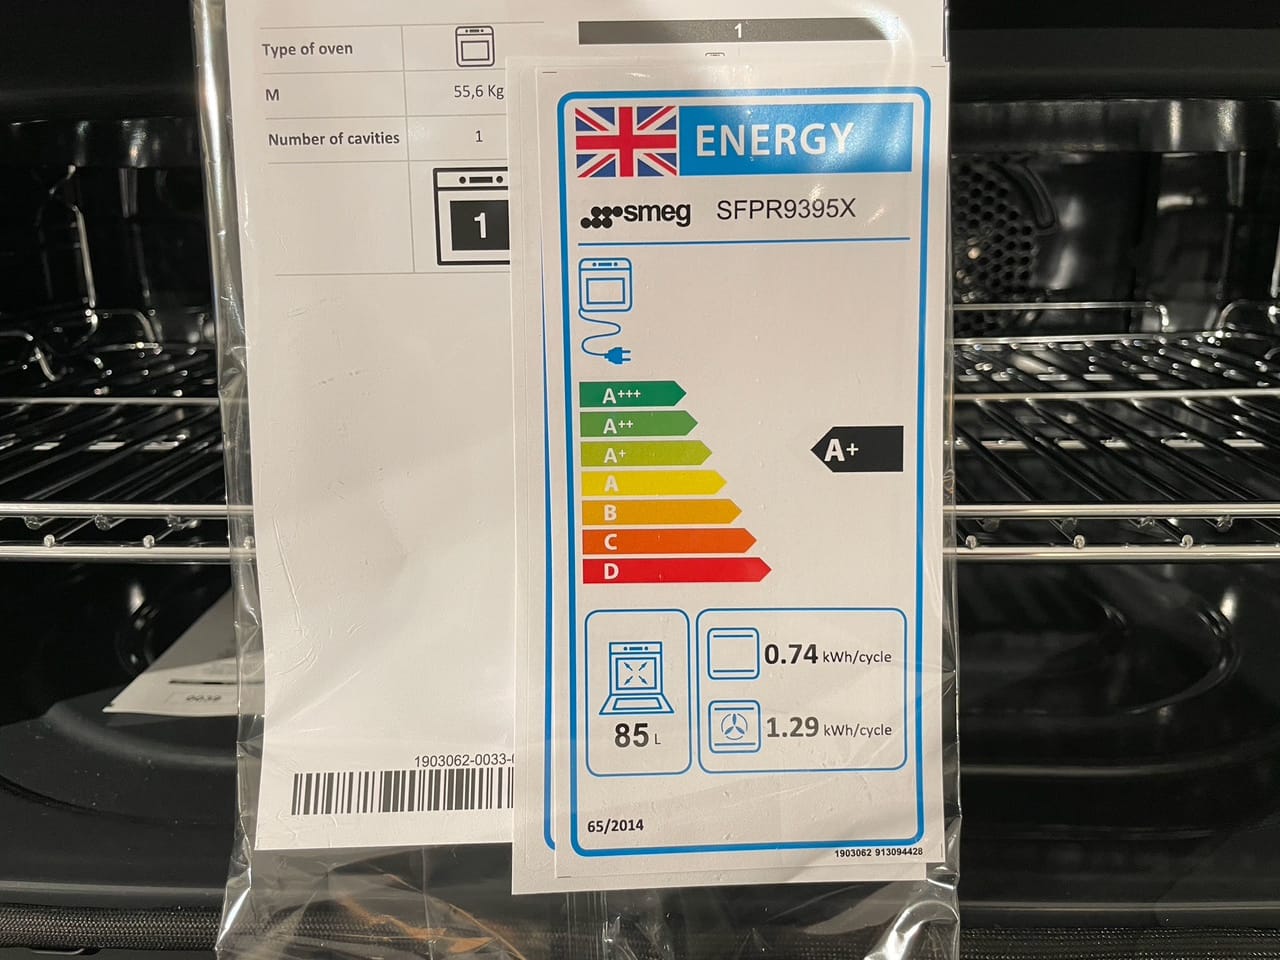 Type of oven
M 55,6 Kg
Number of cavities 1
1
1903062-0033-
1
ENERGY
smeg SFPR9395X
A+++
A++
A+
A
B
C
D
A+
85 L
0.74 kWh/cycle
1.29 kWh/cycle
65/2014
1903062 913094428